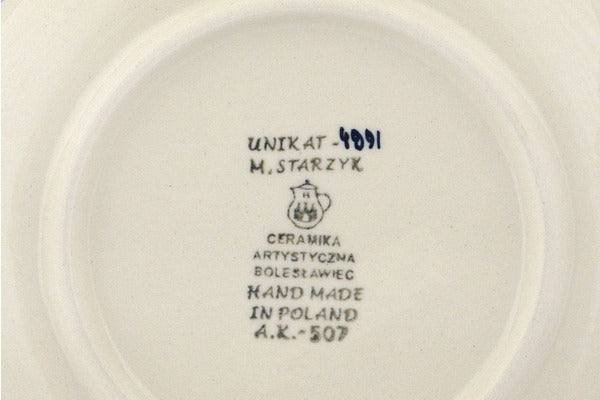 UNIKAT-4891
M. STARZYK
CERAMIKA
ARTYSTYCZNA
BOLESŁAWIEC
HAND MADE
IN POLAND
A.K.-507